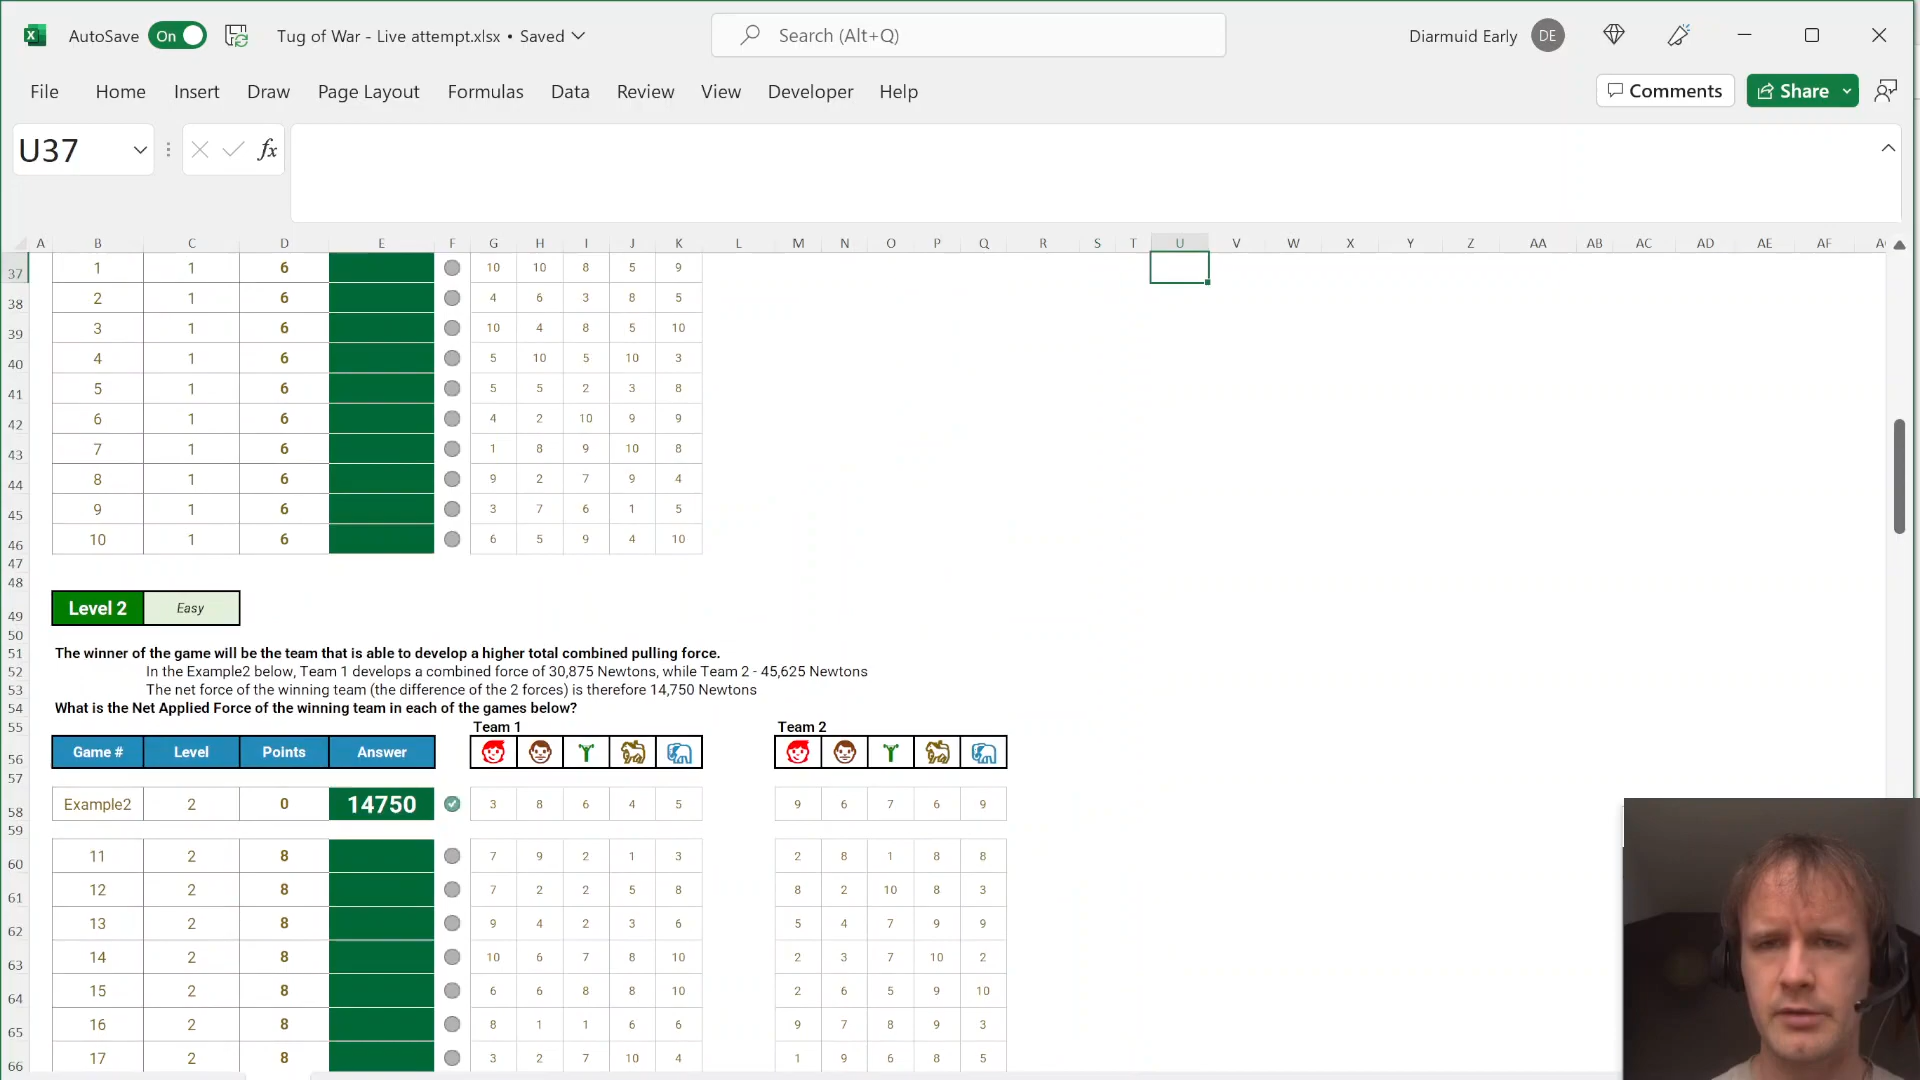 AutoSave On Tug of War - Live attempt.xlsx • Saved Search (Alt+Q) Diarmuid Early DE
File Home Insert Draw Page Layout Formulas Data Review View Developer Help Comments Share
U37 fx
A B C D E F G H I J K L M N O P Q R S T U V W X Y Z AA AB AC AD AE AF
37 1 1 6 10 10 8 5 9
38 2 1 6 4 6 3 8 5
39 3 1 6 10 4 8 5 10
40 4 1 6 5 10 5 10 3
41 5 1 6 5 5 2 3 8
42 6 1 6 4 2 10 9 9
43 7 1 6 1 8 9 10 8
44 8 1 6 9 2 7 9 4
45 9 1 6 3 7 6 1 5
46 10 1 6 6 5 9 4 10
47
48
49 Level 2 Easy
50
51 The winner of the game will be the team that is able to develop a higher total combined pulling force.
52 In the Example2 below, Team 1 develops a combined force of 30,875 Newtons, while Team 2 - 45,625 Newtons
53 The net force of the winning team (the difference of the 2 forces) is therefore 14,750 Newtons
54 What is the Net Applied Force of the winning team in each of the games below?
55 Team 1 Team 2
56 Game # Level Points Answer
57
58 Example2 2 0 14750 3 8 6 4 5 9 6 7 6 9
59
60 11 2 8 7 9 2 1 3 2 8 1 8 8
61 12 2 8 7 2 2 5 8 8 2 10 8 3
62 13 2 8 9 4 2 3 6 5 4 7 9 9
63 14 2 8 10 6 7 8 10 2 3 7 10 2
64 15 2 8 6 6 8 8 10 2 6 5 9 10
65 16 2 8 8 1 1 6 6 9 7 8 9 3
66 17 2 8 3 2 7 10 4 1 9 6 8 5